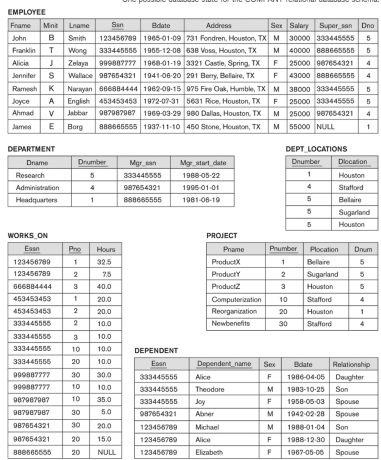 One possible database state for the COMPANY relational database schema.
EMPLOYEE
Fname Minit Lname Ssn Bdate Address Sex Salary Super_ssn Dno
John B Smith 123456789 1965-01-09 731 Fondren, Houston, TX M 30000 333445555 5
Franklin T Wong 333445555 1955-12-08 638 Voss, Houston, TX M 40000 888665555 5
Alicia J Zelaya 999887777 1968-01-19 3321 Castle, Spring, TX F 25000 987654321 4
Jennifer S Wallace 987654321 1941-06-20 291 Berry, Bellaire, TX F 43000 888665555 4
Ramesh K Narayan 666884444 1962-09-15 975 Fire Oak, Humble, TX M 38000 333445555 5
Joyce A English 453453453 1972-07-31 5631 Rice, Houston, TX F 25000 333445555 5
Ahmad V Jabbar 987987987 1969-03-29 980 Dallas, Houston, TX M 25000 987654321 4
James E Borg 888665555 1937-11-10 450 Stone, Houston, TX M 55000 NULL 1
DEPARTMENT
Dname Dnumber Mgr_ssn Mgr_start_date
Research 5 333445555 1988-05-22
Administration 4 987654321 1995-01-01
Headquarters 1 888665555 1981-06-19
DEPT_LOCATIONS
Dnumber Dlocation
1 Houston
4 Stafford
5 Bellaire
5 Sugarland
5 Houston
WORKS_ON
Essn Pno Hours
123456789 1 32.5
123456789 2 7.5
666884444 3 40.0
453453453 1 20.0
453453453 2 20.0
333445555 2 10.0
333445555 3 10.0
333445555 10 10.0
333445555 20 10.0
999887777 30 30.0
999887777 10 10.0
987987987 10 35.0
987987987 30 5.0
987654321 30 20.0
987654321 20 15.0
888665555 20 NULL
PROJECT
Pname Pnumber Plocation Dnum
ProductX 1 Bellaire 5
ProductY 2 Sugarland 5
ProductZ 3 Houston 5
Computerization 10 Stafford 4
Reorganization 20 Houston 1
Newbenefits 30 Stafford 4
DEPENDENT
Essn Dependent_name Sex Bdate Relationship
333445555 Alice F 1986-04-05 Daughter
333445555 Theodore M 1983-10-25 Son
333445555 Joy F 1958-05-03 Spouse
987654321 Abner M 1942-02-28 Spouse
123456789 Michael M 1988-01-04 Son
123456789 Alice F 1988-12-30 Daughter
123456789 Elizabeth F 1967-05-05 Spouse